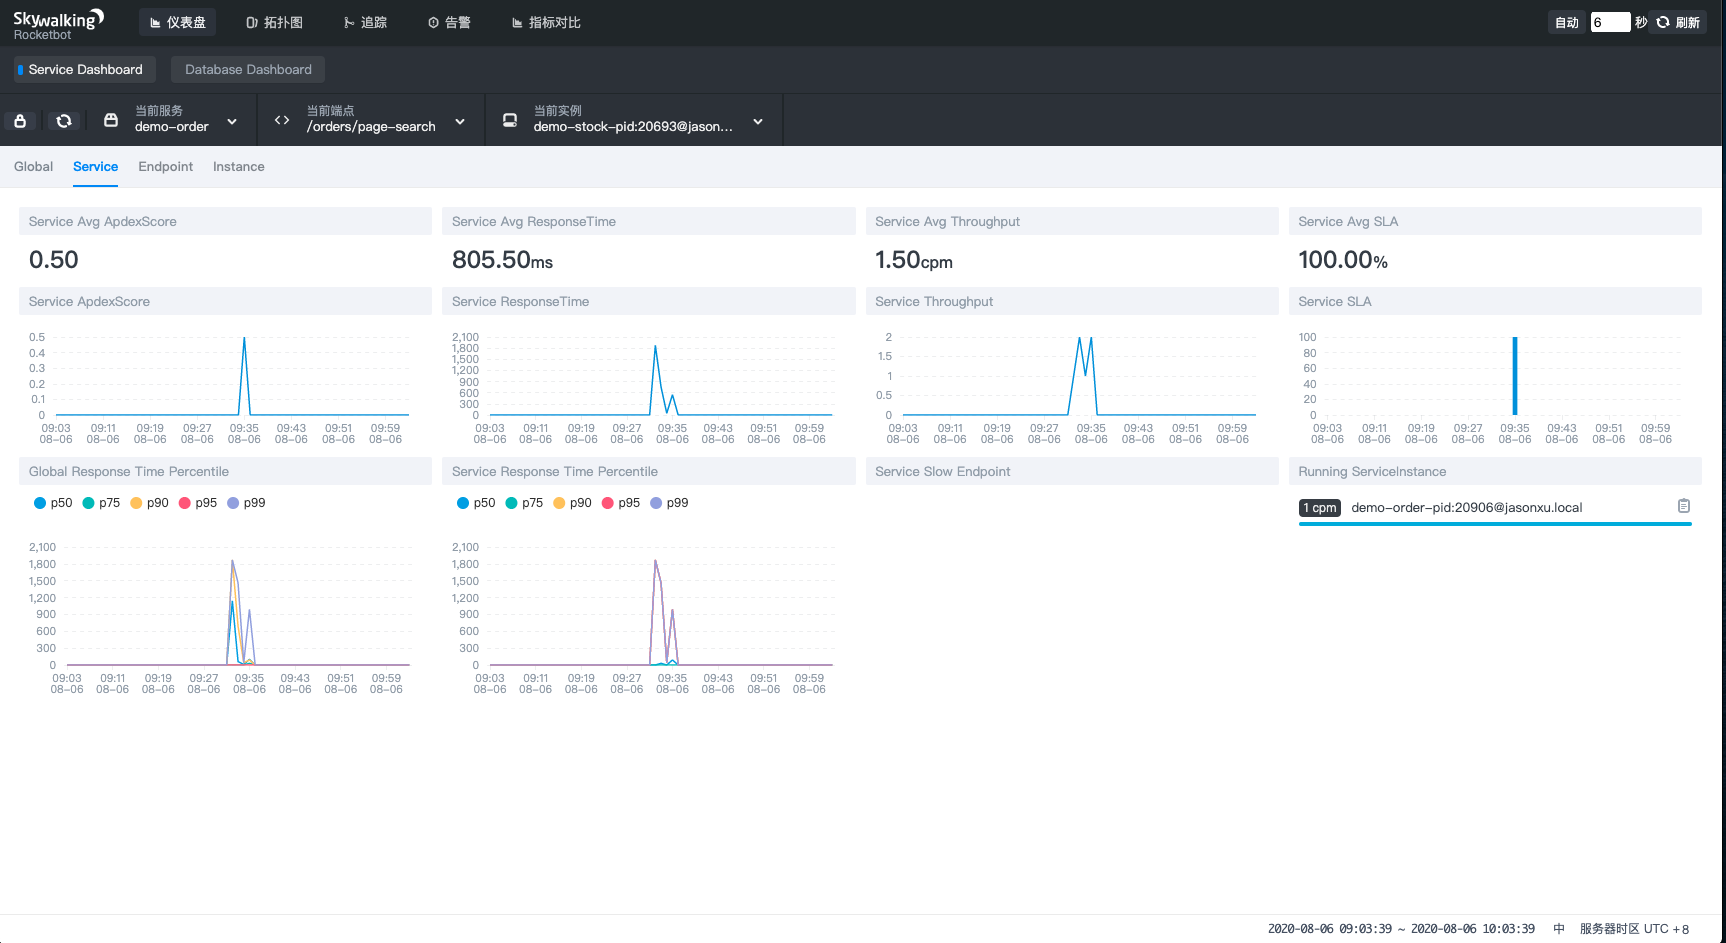 Skywalking
Rocketbot
仪表盘
拓扑图
追踪
告警
指标对比
自动
6
秒
刷新
Service Dashboard
Database Dashboard
当前服务
demo-order
当前端点
/orders/page-search
当前实例
demo-stock-pid:20693@jason...
Global
Service
Endpoint
Instance
Service Avg ApdexScore
0.50
Service Avg ResponseTime
805.50ms
Service Avg Throughput
1.50cpm
Service Avg SLA
100.00%
Service ApdexScore
0.5
0.4
0.3
0.2
0.1
0
09:03 09:11 09:19 09:27 09:35 09:43 09:51 09:59
08-06 08-06 08-06 08-06 08-06 08-06 08-06 08-06
Service ResponseTime
2,100
1,800
1,500
1,200
900
600
300
0
09:03 09:11 09:19 09:27 09:35 09:43 09:51 09:59
08-06 08-06 08-06 08-06 08-06 08-06 08-06 08-06
Service Throughput
2
1.5
1
0.5
0
09:03 09:11 09:19 09:27 09:35 09:43 09:51 09:59
08-06 08-06 08-06 08-06 08-06 08-06 08-06 08-06
Service SLA
100
80
60
40
20
0
09:03 09:11 09:19 09:27 09:35 09:43 09:51 09:59
08-06 08-06 08-06 08-06 08-06 08-06 08-06 08-06
Global Response Time Percentile
p50 p75 p90 p95 p99
2,100
1,800
1,500
1,200
900
600
300
0
09:03 09:11 09:19 09:27 09:35 09:43 09:51 09:59
08-06 08-06 08-06 08-06 08-06 08-06 08-06 08-06
Service Response Time Percentile
p50 p75 p90 p95 p99
2,100
1,800
1,500
1,200
900
600
300
0
09:03 09:11 09:19 09:27 09:35 09:43 09:51 09:59
08-06 08-06 08-06 08-06 08-06 08-06 08-06 08-06
Service Slow Endpoint
Running ServiceInstance
1 cpm demo-order-pid:20906@jasonxu.local
2020-08-06 09:03:39 ~ 2020-08-06 10:03:39 中 服务器时区 UTC +8